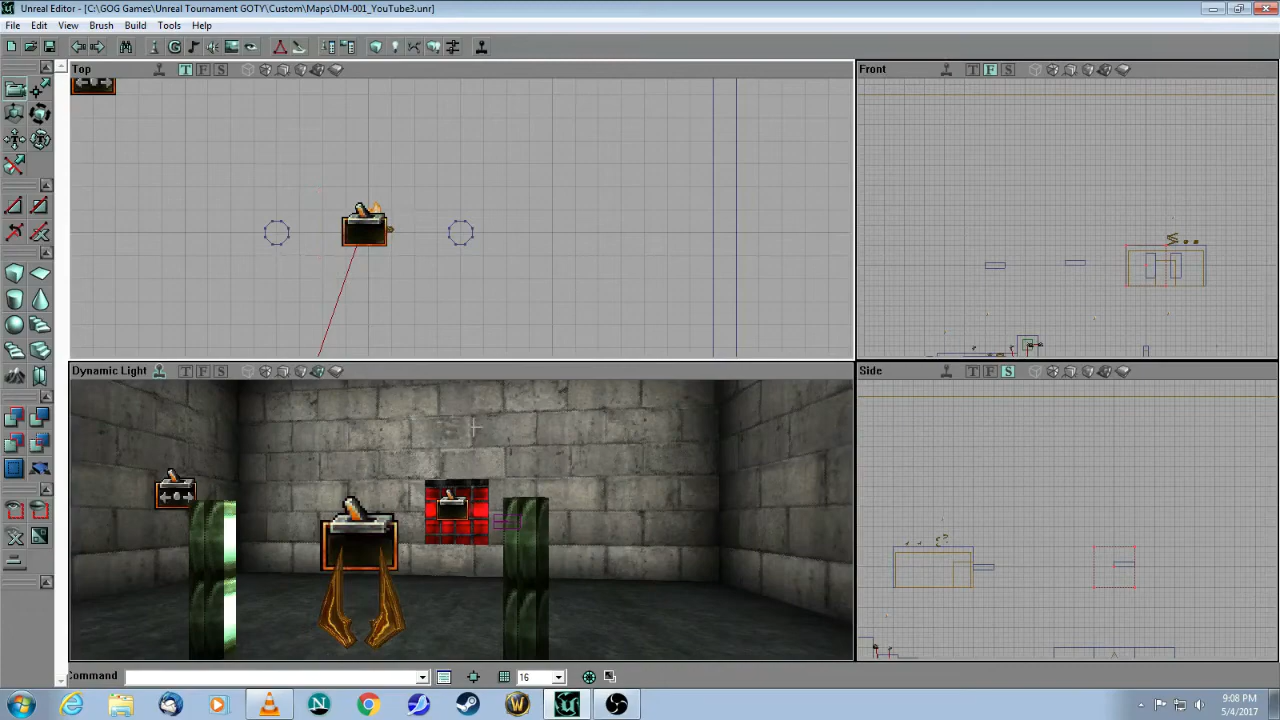 Unreal Editor - [C:\GOG Games\Unreal Tournament GOTY\Custom\Maps\DM-001_YouTube3.unr]
File Edit View Brush Build Tools Help
Top T F S
Front T F S
Dynamic Light T F S
Side T F S
Command 16
9:08 PM
5/4/2017